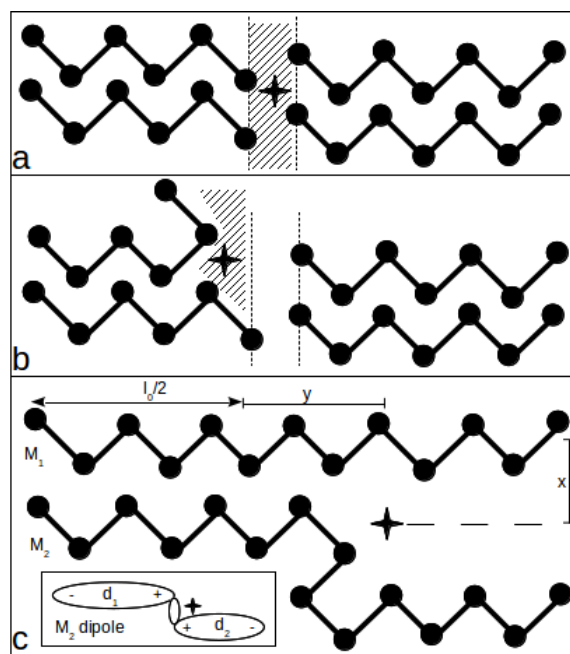 a
b
l₀/2
y
M₁
x
M₂
- d₁ +
+ d₂ -
M₂ dipole
c